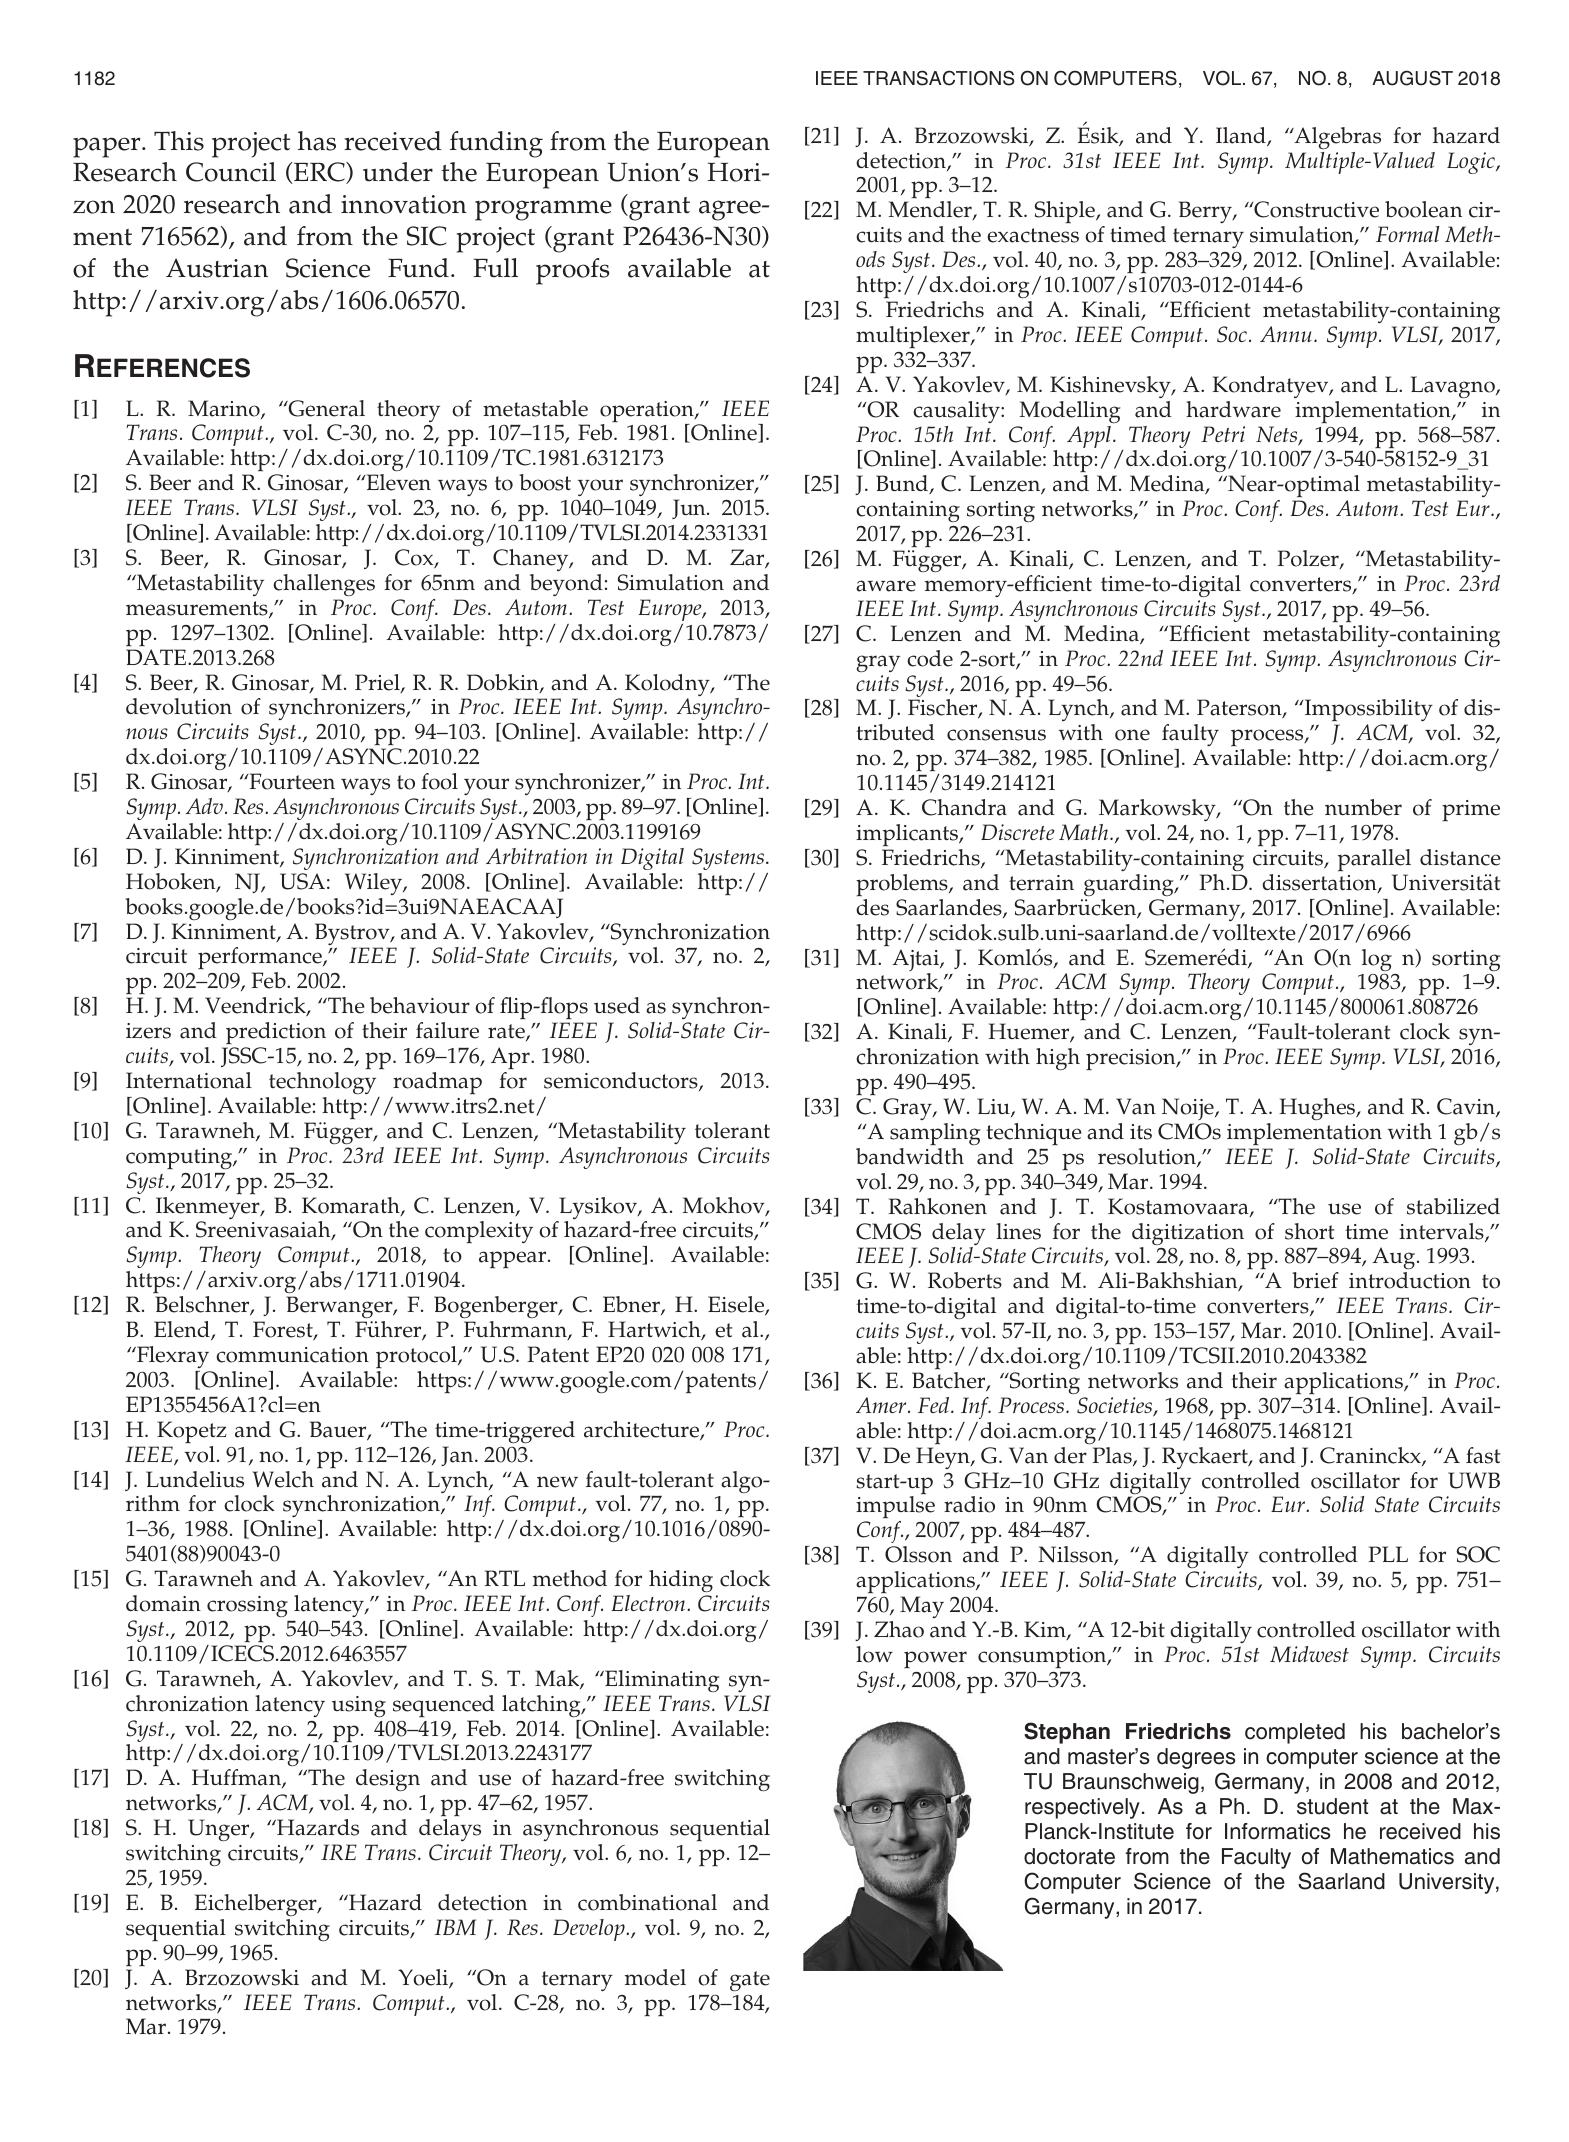 1182
IEEE TRANSACTIONS ON COMPUTERS, VOL. 67, NO. 8, AUGUST 2018
paper. This project has received funding from the European
Research Council (ERC) under the European Union's Hori-
zon 2020 research and innovation programme (grant agree-
ment 716562), and from the SIC project (grant P26436-N30)
of the Austrian Science Fund. Full proofs available at
http://arxiv.org/abs/1606.06570.
REFERENCES
[1] L. R. Marino, “General theory of metastable operation,” IEEE
Trans. Comput., vol. C-30, no. 2, pp. 107–115, Feb. 1981. [Online].
Available: http://dx.doi.org/10.1109/TC.1981.6312173
[2] S. Beer and R. Ginosar, “Eleven ways to boost your synchronizer,”
IEEE Trans. VLSI Syst., vol. 23, no. 6, pp. 1040–1049, Jun. 2015.
[Online]. Available: http://dx.doi.org/10.1109/TVLSI.2014.2331331
[3] S. Beer, R. Ginosar, J. Cox, T. Chaney, and D. M. Zar,
“Metastability challenges for 65nm and beyond: Simulation and
measurements,” in Proc. Conf. Des. Autom. Test Europe, 2013,
pp. 1297–1302. [Online]. Available: http://dx.doi.org/10.7873/
DATE.2013.268
[4] S. Beer, R. Ginosar, M. Priel, R. R. Dobkin, and A. Kolodny, “The
devolution of synchronizers,” in Proc. IEEE Int. Symp. Asynchro-
nous Circuits Syst., 2010, pp. 94–103. [Online]. Available: http://
dx.doi.org/10.1109/ASYNC.2010.22
[5] R. Ginosar, “Fourteen ways to fool your synchronizer,” in Proc. Int.
Symp. Adv. Res. Asynchronous Circuits Syst., 2003, pp. 89–97. [Online].
Available: http://dx.doi.org/10.1109/ASYNC.2003.1199169
[6] D. J. Kinniment, Synchronization and Arbitration in Digital Systems.
Hoboken, NJ, USA: Wiley, 2008. [Online]. Available: http://
books.google.de/books?id=3ui9NAEACAAJ
[7] D. J. Kinniment, A. Bystrov, and A. V. Yakovlev, “Synchronization
circuit performance,” IEEE J. Solid-State Circuits, vol. 37, no. 2,
pp. 202–209, Feb. 2002.
[8] H. J. M. Veendrick, “The behaviour of flip-flops used as synchron-
izers and prediction of their failure rate,” IEEE J. Solid-State Cir-
cuits, vol. JSSC-15, no. 2, pp. 169–176, Apr. 1980.
[9] International technology roadmap for semiconductors, 2013.
[Online]. Available: http://www.itrs2.net/
[10] G. Tarawneh, M. Függer, and C. Lenzen, “Metastability tolerant
computing,” in Proc. 23rd IEEE Int. Symp. Asynchronous Circuits
Syst., 2017, pp. 25–32.
[11] C. Ikenmeyer, B. Komarath, C. Lenzen, V. Lysikov, A. Mokhov,
and K. Sreenivasaiah, “On the complexity of hazard-free circuits,”
Symp. Theory Comput., 2018, to appear. [Online]. Available:
https://arxiv.org/abs/1711.01904.
[12] R. Belschner, J. Berwanger, F. Bogenberger, C. Ebner, H. Eisele,
B. Elend, T. Forest, T. Führer, P. Fuhrmann, F. Hartwich, et al.,
“Flexray communication protocol,” U.S. Patent EP20 020 008 171,
2003. [Online]. Available: https://www.google.com/patents/
EP1355456A1?cl=en
[13] H. Kopetz and G. Bauer, “The time-triggered architecture,” Proc.
IEEE, vol. 91, no. 1, pp. 112–126, Jan. 2003.
[14] J. Lundelius Welch and N. A. Lynch, “A new fault-tolerant algo-
rithm for clock synchronization,” Inf. Comput., vol. 77, no. 1, pp.
1–36, 1988. [Online]. Available: http://dx.doi.org/10.1016/0890-
5401(88)90043-0
[15] G. Tarawneh and A. Yakovlev, “An RTL method for hiding clock
domain crossing latency,” in Proc. IEEE Int. Conf. Electron. Circuits
Syst., 2012, pp. 540–543. [Online]. Available: http://dx.doi.org/
10.1109/ICECS.2012.6463557
[16] G. Tarawneh, A. Yakovlev, and T. S. T. Mak, “Eliminating syn-
chronization latency using sequenced latching,” IEEE Trans. VLSI
Syst., vol. 22, no. 2, pp. 408–419, Feb. 2014. [Online]. Available:
http://dx.doi.org/10.1109/TVLSI.2013.2243177
[17] D. A. Huffman, “The design and use of hazard-free switching
networks,” J. ACM, vol. 4, no. 1, pp. 47–62, 1957.
[18] S. H. Unger, “Hazards and delays in asynchronous sequential
switching circuits,” IRE Trans. Circuit Theory, vol. 6, no. 1, pp. 12–
25, 1959.
[19] E. B. Eichelberger, “Hazard detection in combinational and
sequential switching circuits,” IBM J. Res. Develop., vol. 9, no. 2,
pp. 90–99, 1965.
[20] J. A. Brzozowski and M. Yoeli, “On a ternary model of gate
networks,” IEEE Trans. Comput., vol. C-28, no. 3, pp. 178–184,
Mar. 1979.
[21] J. A. Brzozowski, Z. Ésik, and Y. Iland, “Algebras for hazard
detection,” in Proc. 31st IEEE Int. Symp. Multiple-Valued Logic,
2001, pp. 3–12.
[22] M. Mendler, T. R. Shiple, and G. Berry, “Constructive boolean cir-
cuits and the exactness of timed ternary simulation,” Formal Meth-
ods Syst. Des., vol. 40, no. 3, pp. 283–329, 2012. [Online]. Available:
http://dx.doi.org/10.1007/s10703-012-0144-6
[23] S. Friedrichs and A. Kinali, “Efficient metastability-containing
multiplexer,” in Proc. IEEE Comput. Soc. Annu. Symp. VLSI, 2017,
pp. 332–337.
[24] A. V. Yakovlev, M. Kishinevsky, A. Kondratyev, and L. Lavagno,
“OR causality: Modelling and hardware implementation,” in
Proc. 15th Int. Conf. Appl. Theory Petri Nets, 1994, pp. 568–587.
[Online]. Available: http://dx.doi.org/10.1007/3-540-58152-9_31
[25] J. Bund, C. Lenzen, and M. Medina, “Near-optimal metastability-
containing sorting networks,” in Proc. Conf. Des. Autom. Test Eur.,
2017, pp. 226–231.
[26] M. Függer, A. Kinali, C. Lenzen, and T. Polzer, “Metastability-
aware memory-efficient time-to-digital converters,” in Proc. 23rd
IEEE Int. Symp. Asynchronous Circuits Syst., 2017, pp. 49–56.
[27] C. Lenzen and M. Medina, “Efficient metastability-containing
gray code 2-sort,” in Proc. 22nd IEEE Int. Symp. Asynchronous Cir-
cuits Syst., 2016, pp. 49–56.
[28] M. J. Fischer, N. A. Lynch, and M. Paterson, “Impossibility of dis-
tributed consensus with one faulty process,” J. ACM, vol. 32,
no. 2, pp. 374–382, 1985. [Online]. Available: http://doi.acm.org/
10.1145/3149.214121
[29] A. K. Chandra and G. Markowsky, “On the number of prime
implicants,” Discrete Math., vol. 24, no. 1, pp. 7–11, 1978.
[30] S. Friedrichs, “Metastability-containing circuits, parallel distance
problems, and terrain guarding,” Ph.D. dissertation, Universität
des Saarlandes, Saarbrücken, Germany, 2017. [Online]. Available:
http://scidok.sulb.uni-saarland.de/volltexte/2017/6966
[31] M. Ajtai, J. Komlós, and E. Szemerédi, “An O(n log n) sorting
network,” in Proc. ACM Symp. Theory Comput., 1983, pp. 1–9.
[Online]. Available: http://doi.acm.org/10.1145/800061.808726
[32] A. Kinali, F. Huemer, and C. Lenzen, “Fault-tolerant clock syn-
chronization with high precision,” in Proc. IEEE Symp. VLSI, 2016,
pp. 490–495.
[33] C. Gray, W. Liu, W. A. M. Van Noije, T. A. Hughes, and R. Cavin,
“A sampling technique and its CMOs implementation with 1 gb/s
bandwidth and 25 ps resolution,” IEEE J. Solid-State Circuits,
vol. 29, no. 3, pp. 340–349, Mar. 1994.
[34] T. Rahkonen and J. T. Kostamovaara, “The use of stabilized
CMOS delay lines for the digitization of short time intervals,”
IEEE J. Solid-State Circuits, vol. 28, no. 8, pp. 887–894, Aug. 1993.
[35] G. W. Roberts and M. Ali-Bakhshian, “A brief introduction to
time-to-digital and digital-to-time converters,” IEEE Trans. Cir-
cuits Syst., vol. 57-II, no. 3, pp. 153–157, Mar. 2010. [Online]. Avail-
able: http://dx.doi.org/10.1109/TCSII.2010.2043382
[36] K. E. Batcher, “Sorting networks and their applications,” in Proc.
Amer. Fed. Inf. Process. Societies, 1968, pp. 307–314. [Online]. Avail-
able: http://doi.acm.org/10.1145/1468075.1468121
[37] V. De Heyn, G. Van der Plas, J. Ryckaert, and J. Craninckx, “A fast
start-up 3 GHz–10 GHz digitally controlled oscillator for UWB
impulse radio in 90nm CMOS,” in Proc. Eur. Solid State Circuits
Conf., 2007, pp. 484–487.
[38] T. Olsson and P. Nilsson, “A digitally controlled PLL for SOC
applications,” IEEE J. Solid-State Circuits, vol. 39, no. 5, pp. 751–
760, May 2004.
[39] J. Zhao and Y.-B. Kim, “A 12-bit digitally controlled oscillator with
low power consumption,” in Proc. 51st Midwest Symp. Circuits
Syst., 2008, pp. 370–373.
Stephan Friedrichs completed his bachelor's
and master's degrees in computer science at the
TU Braunschweig, Germany, in 2008 and 2012,
respectively. As a Ph. D. student at the Max-
Planck-Institute for Informatics he received his
doctorate from the Faculty of Mathematics and
Computer Science of the Saarland University,
Germany, in 2017.